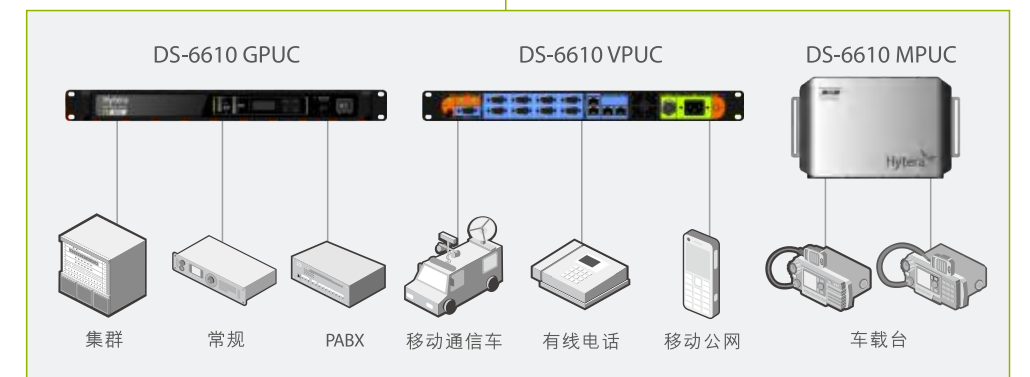 DS-6610 GPUC
DS-6610 VPUC
DS-6610 MPUC
Hytera
Hytera
集群
常规
PABX
移动通信车
有线电话
移动公网
车载台